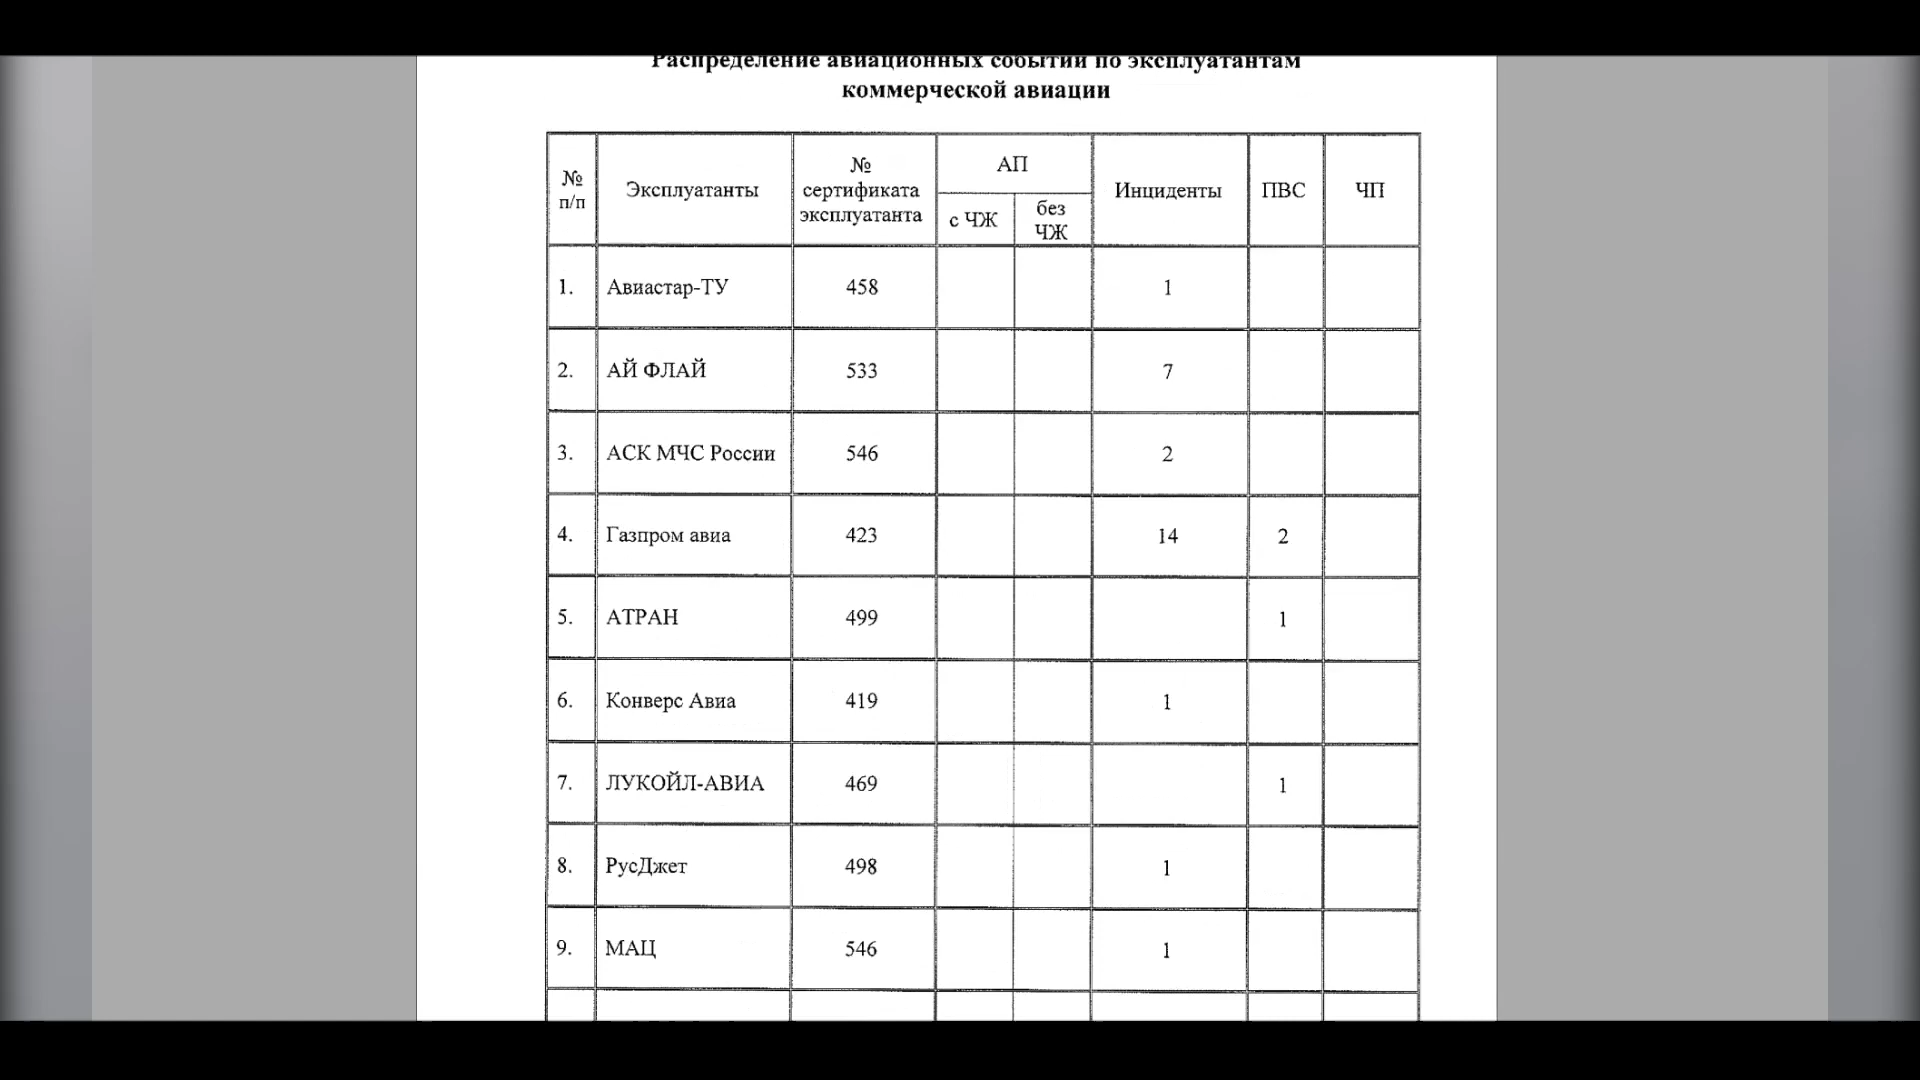 Распределение авиационных событий по эксплуатантам
коммерческой авиации
№ п/п Эксплуатанты № сертификата эксплуатанта АП Инциденты ПВС ЧП
с ЧЖ без ЧЖ
1. Авиастар-ТУ 458 1
2. АЙ ФЛАЙ 533 7
3. АСК МЧС России 546 2
4. Газпром авиа 423 14 2
5. АТРАН 499 1
6. Конверс Авиа 419 1
7. ЛУКОЙЛ-АВИА 469 1
8. РусДжет 498 1
9. МАЦ 546 1